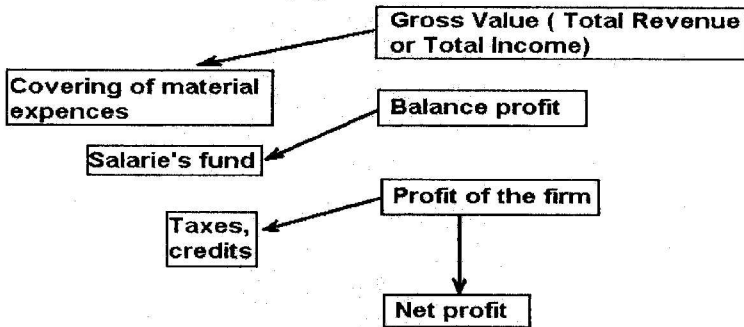 Gross Value ( Total Revenue
or Total Income)
Covering of material
expences
Balance profit
Salarie's fund
Profit of the firm
Taxes,
credits
Net profit